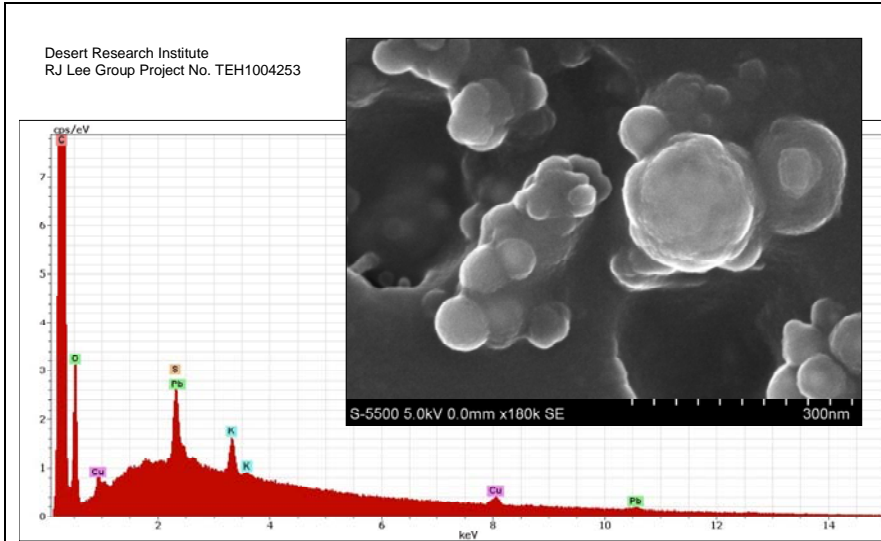 Desert Research Institute
RJ Lee Group Project No. TEH1004253
cps/eV
C
7
6
5
4
3
2
1
0
O
S
Pb
K
K
Cu
Cu
Pb
2
4
6
8
10
12
14
keV
S-5500 5.0kV 0.0mm x180k SE
300nm